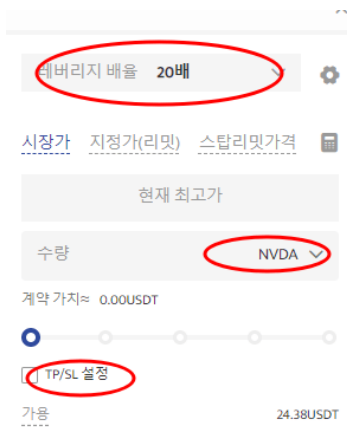 레버리지 배율 20배
시장가 지정가(리밋) 스탑리밋가격
현재 최고가
수량 NVDA
계약 가치≈ 0.00USDT
TP/SL 설정
가용 24.38USDT